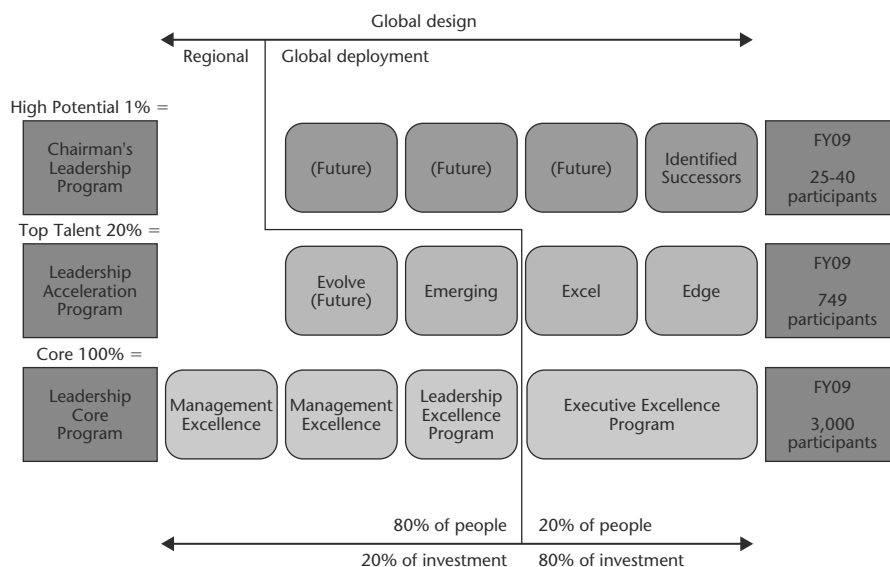 Global design
Regional
Global deployment
High Potential 1% =
Chairman's
Leadership
Program
(Future)
(Future)
(Future)
Identified
Successors
FY09
25-40
participants
Top Talent 20% =
Leadership
Acceleration
Program
Evolve
(Future)
Emerging
Excel
Edge
FY09
749
participants
Core 100% =
Leadership
Core
Program
Management
Excellence
Management
Excellence
Leadership
Excellence
Program
Executive Excellence
Program
FY09
3,000
participants
80% of people
20% of people
20% of investment
80% of investment